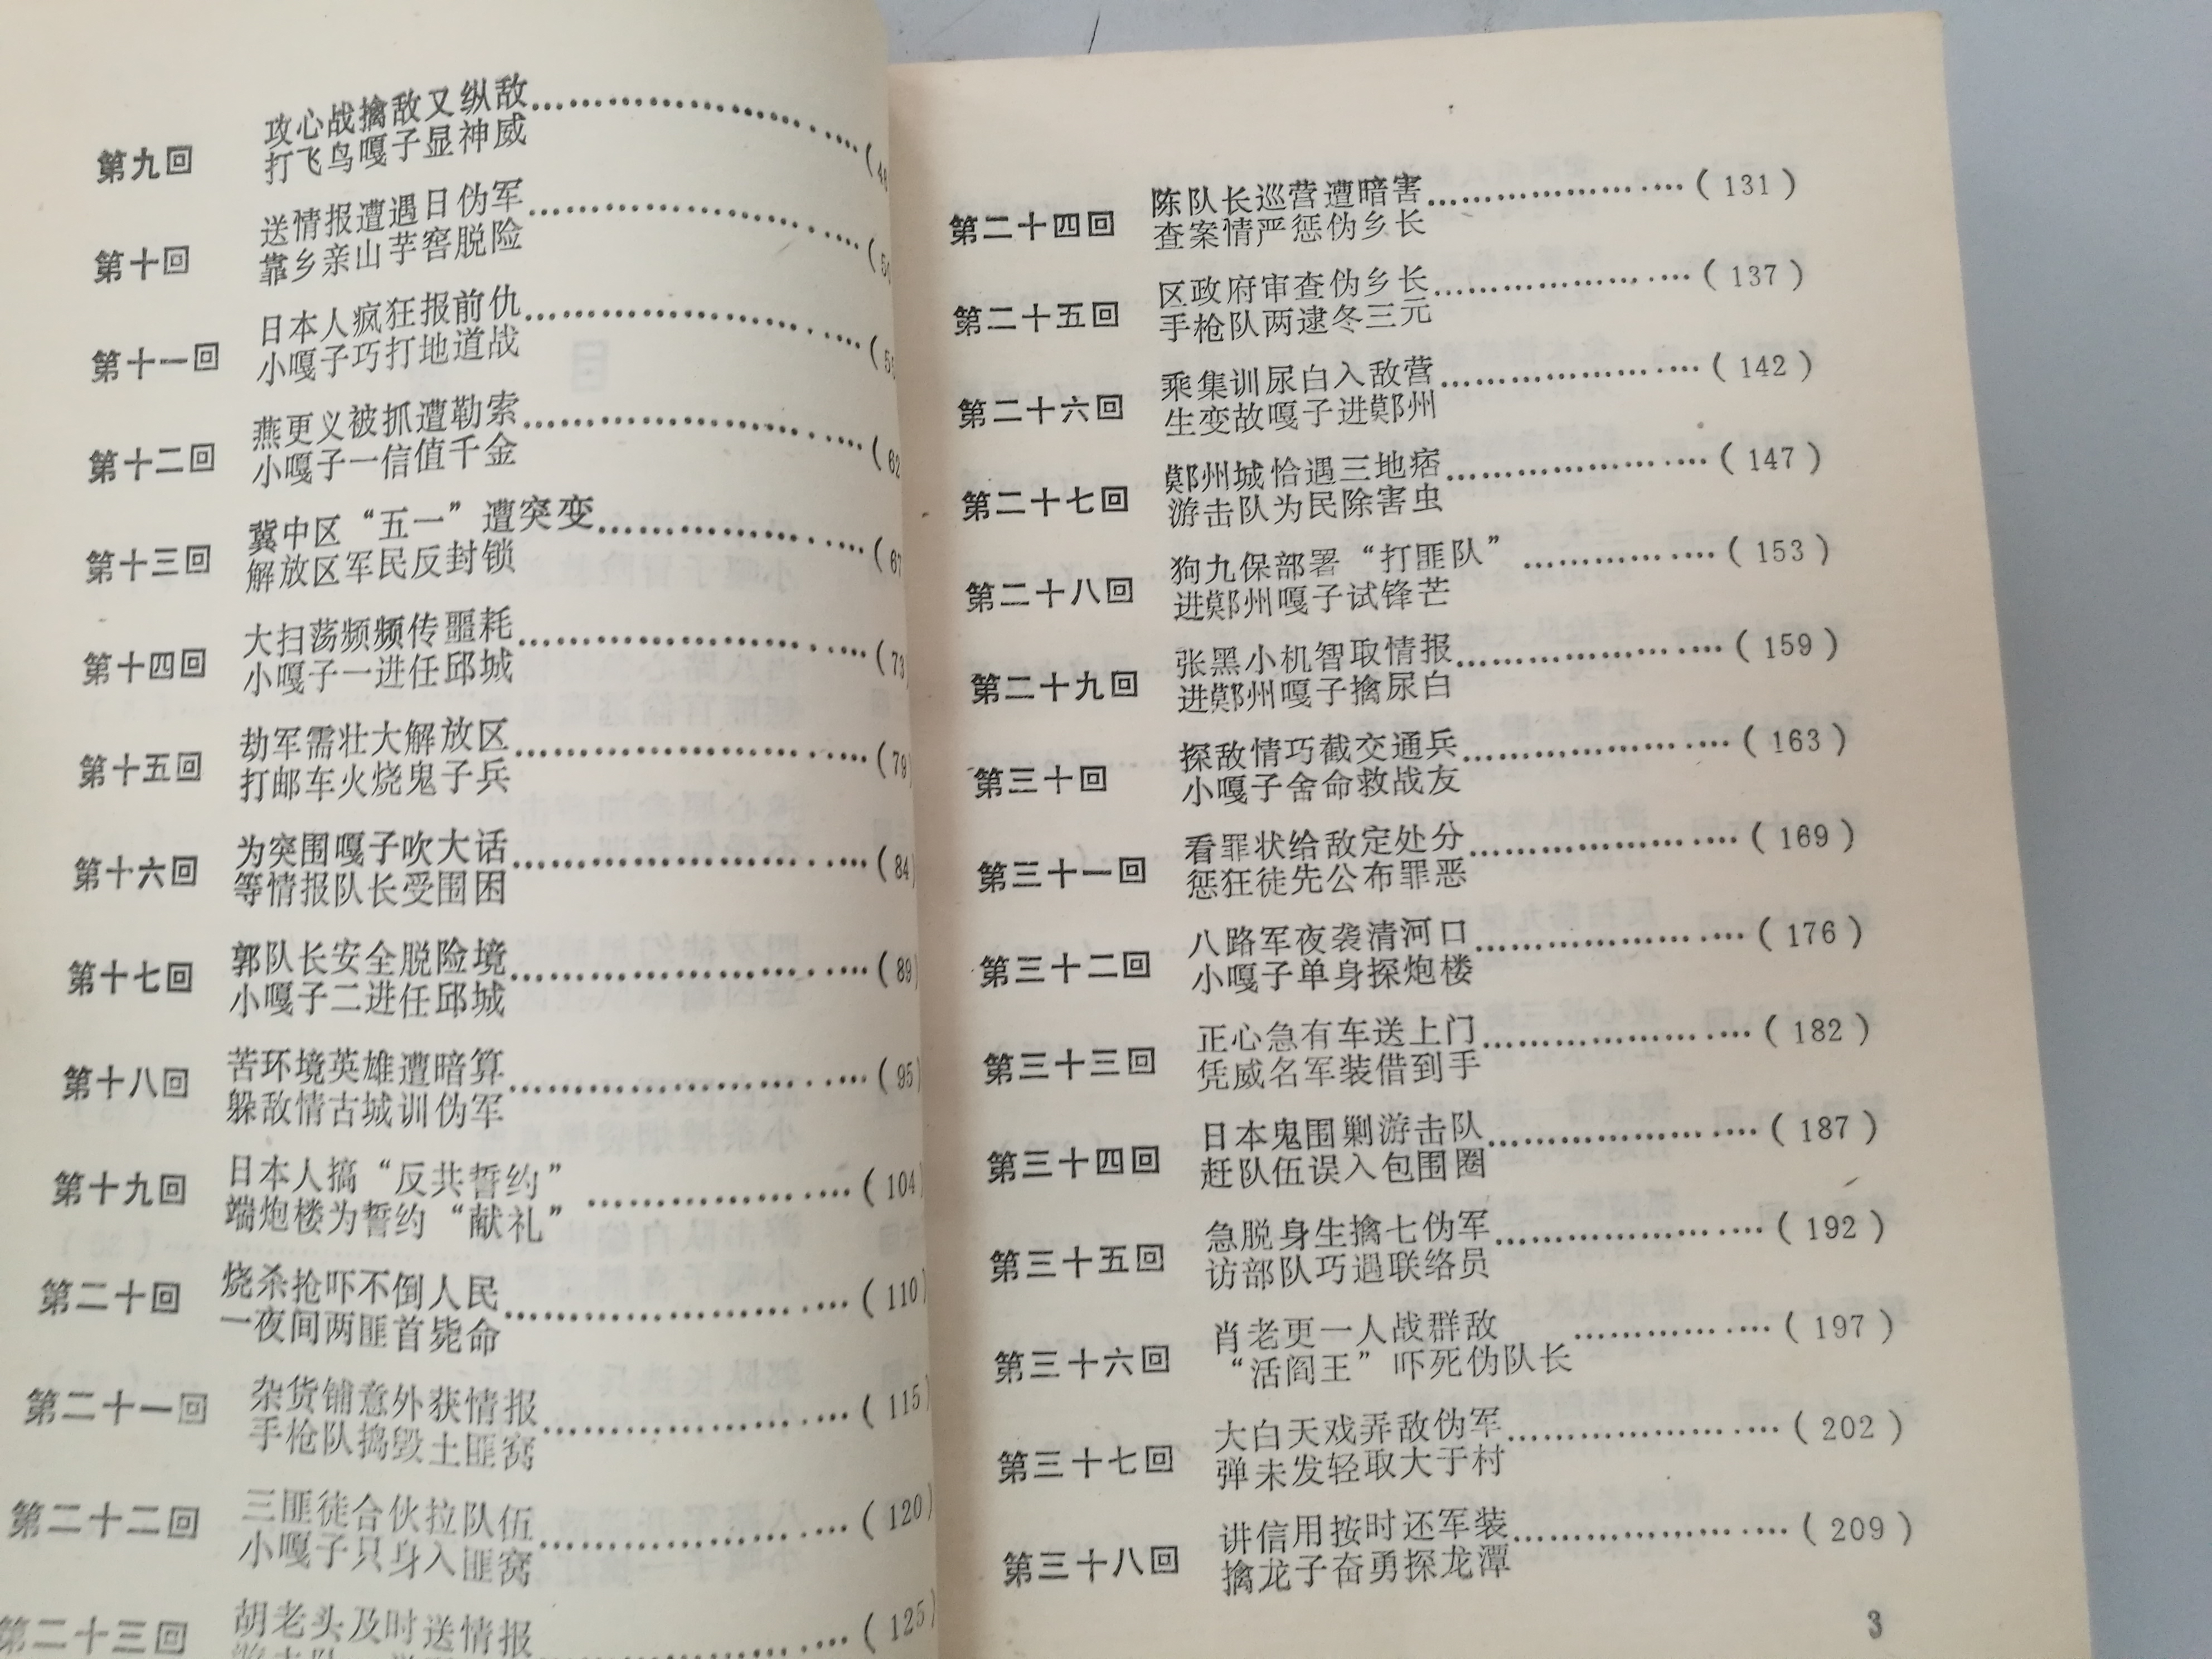 攻心战擒敌又纵敌
第九回
打飞鸟嘎子显神威
送情报遭遇日伪军
第十回
靠乡亲山芋窖脱险
日本人疯狂报前仇
第十一回
小嘎子巧打地道战
燕更义被抓遭勒索……(62
第十二回
小嘎子一信值千金
冀中区“五一”遭突变……(67
第十三回
解放区军民反封锁
大扫荡频频传噩耗……(73
第十四回
小嘎子一进任邱城
劫军需壮大解放区……(79
第十五回
打邮车火烧鬼子兵
为突围嘎子吹大话……(84)
第十六回
等情报队长受围困
郭队长安全脱险境……(89)
第十七回
小嘎子二进任邱城
苦环境英雄遭暗算……(95)
第十八回
躲敌情古城训伪军
日本人搞“反共誓约”……(104)
第十九回
端炮楼为誓约“献礼”
烧杀抢吓不倒人民……(110)
第二十回
一夜间两匪首毙命
杂货铺意外获情报……(115)
第二十一回
手枪队捣毁土匪窝
三匪徒合伙拉队伍……(120)
第二十二回
小嘎子只身入匪窝
胡老头及时送情报……(125)
第二十三回
陈队长巡营遭暗害……(131)
第二十四回
查案情严惩伪乡长
区政府审查伪乡长……(137)
第二十五回
手枪队两逮冬三元
乘集训尿白入敌营……(142)
第二十六回
生变故嘎子进鄚州
鄚州城恰遇三地痞……(147)
第二十七回
游击队为民除害虫
狗九保部署“打匪队”……(153)
第二十八回
进鄚州嘎子试锋芒
张黑小机智取情报……(159)
第二十九回
进鄚州嘎子擒尿白
探敌情巧截交通兵……(163)
第三十回
小嘎子舍命救战友
看罪状给敌定处分……(169)
第三十一回
惩狂徒先公布罪恶
八路军夜袭清河口……(176)
第三十二回
小嘎子单身探炮楼
正心急有车送上门……(182)
第三十三回
凭威名军装借到手
日本鬼围剿游击队……(187)
第三十四回
赶队伍误入包围圈
急脱身生擒七伪军……(192)
第三十五回
访部队巧遇联络员
肖老更一人战群敌……(197)
第三十六回
“活阎王”吓死伪队长
大白天戏弄敌伪军……(202)
第三十七回
弹未发轻取大于村
讲信用按时还军装……(209)
第三十八回
擒龙子奋勇探龙潭
3